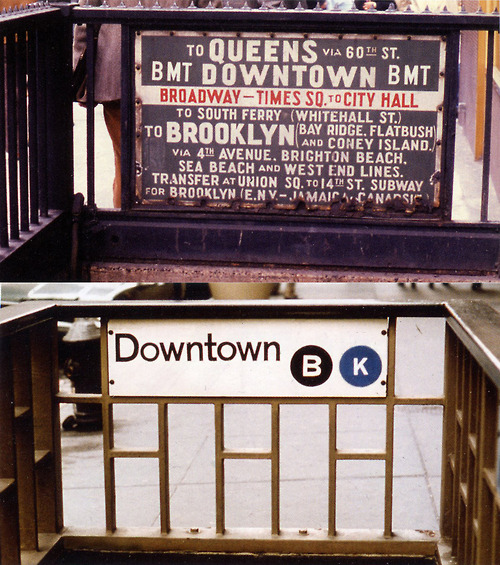 TO QUEENS VIA 60TH ST.
BMT DOWNTOWN BMT
BROADWAY—TIMES SQ. TO CITY HALL
TO SOUTH FERRY (WHITEHALL ST.)
TO BROOKLYN (BAY RIDGE, FLATBUSH)
AND CONEY ISLAND.
VIA 4TH AVENUE, BRIGHTON BEACH,
SEA BEACH AND WEST END LINES.
TRANSFER AT UNION SQ. TO 14TH ST. SUBWAY
FOR BROOKLYN (E.N.Y.—JAMAICA, CANARSIE)
Downtown B K